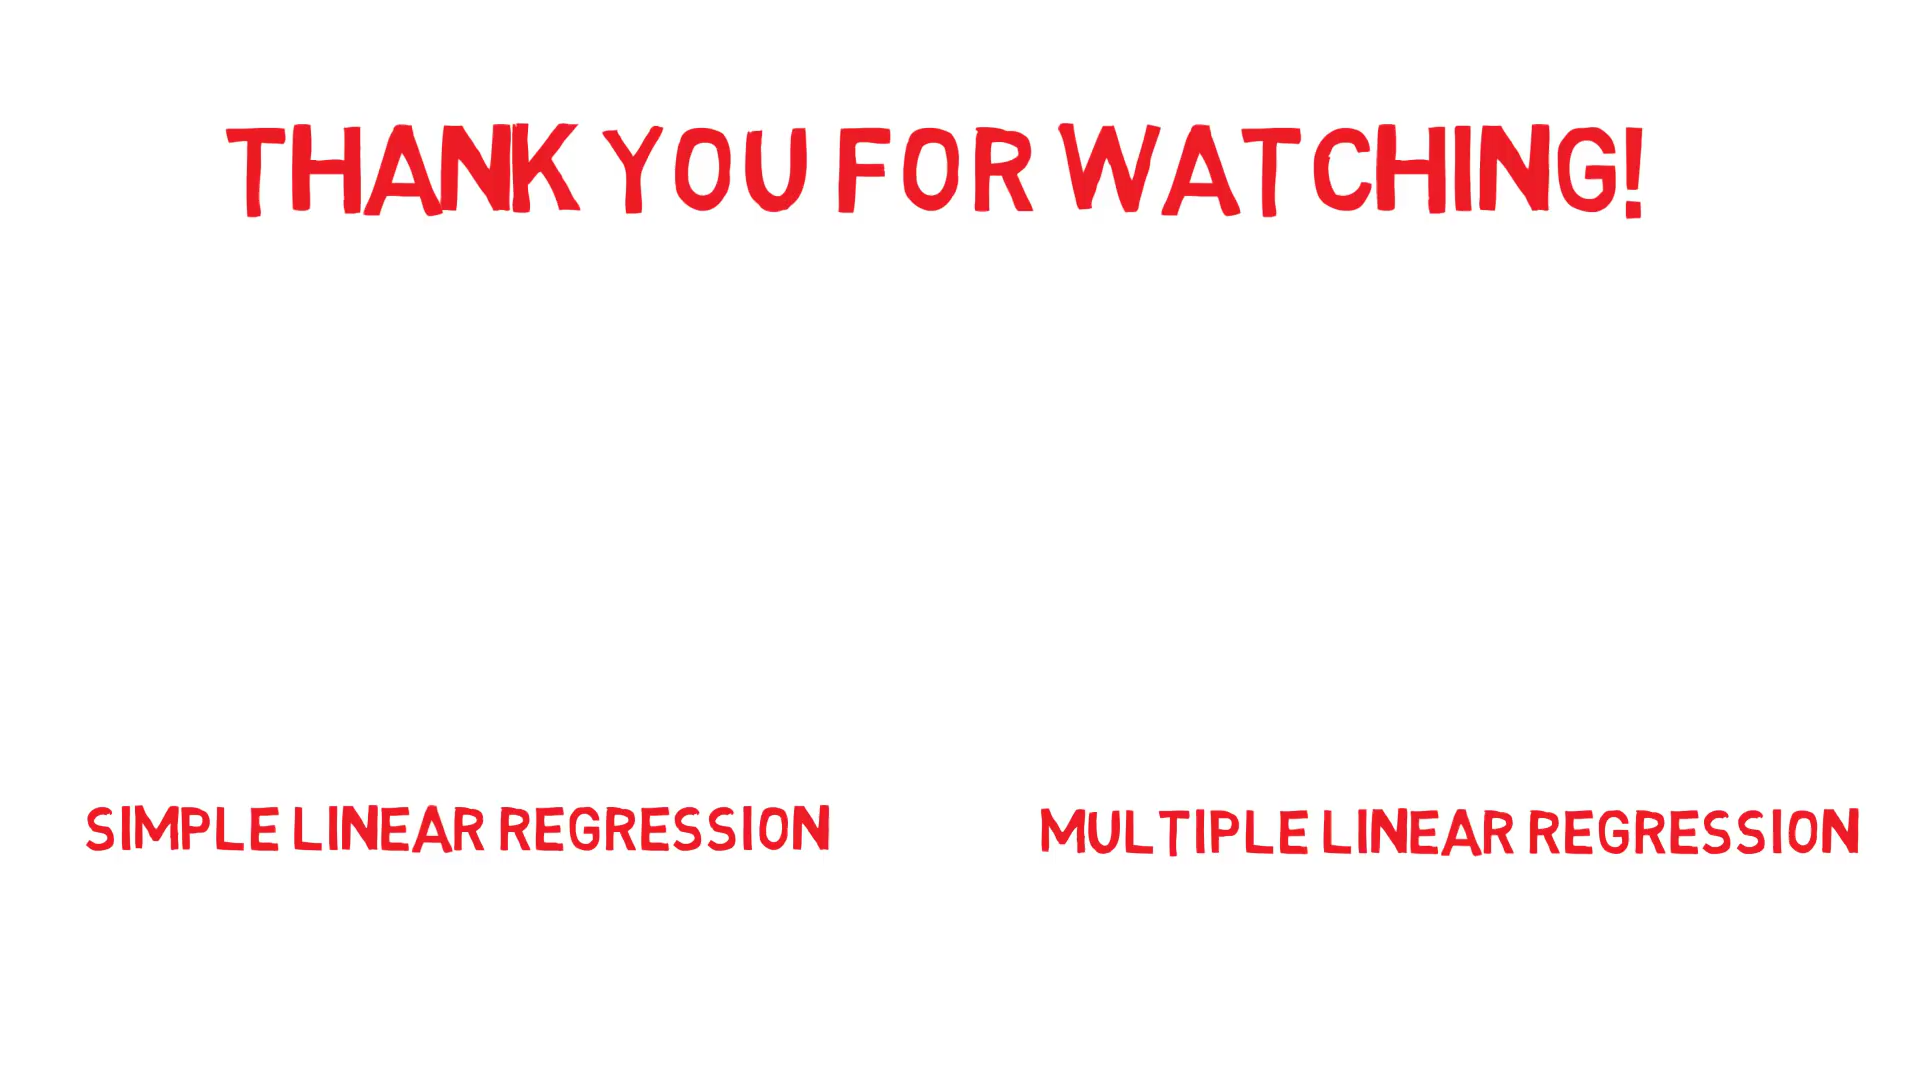 THANK YOU FOR WATCHING!
SIMPLE LINEAR REGRESSION
MULTIPLE LINEAR REGRESSION